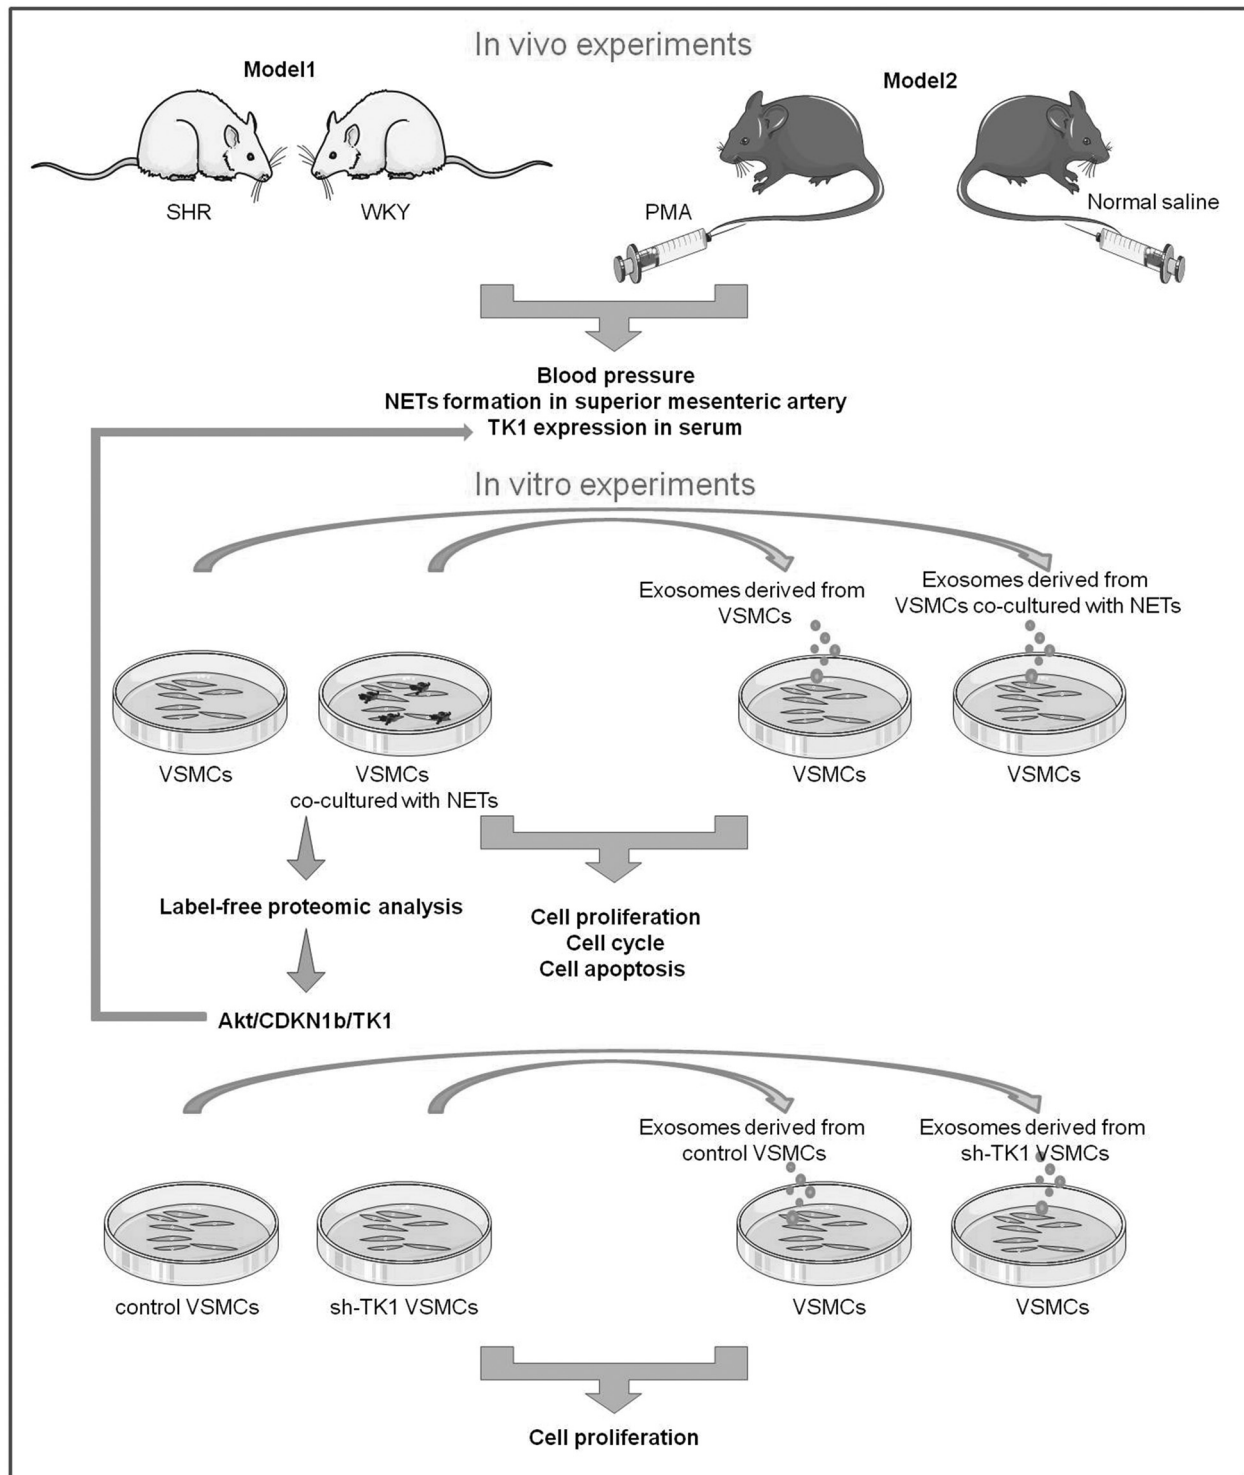 In vivo experiments
Model1
Model2
SHR
WKY
PMA
Normal saline
Blood pressure
NETs formation in superior mesenteric artery
TK1 expression in serum
In vitro experiments
Exosomes derived from
VSMCs
Exosomes derived from
VSMCs co-cultured with NETs
VSMCs
VSMCs
co-cultured with NETs
VSMCs
VSMCs
Label-free proteomic analysis
Cell proliferation
Cell cycle
Cell apoptosis
Akt/CDKN1b/TK1
Exosomes derived from
control VSMCs
Exosomes derived from
sh-TK1 VSMCs
control VSMCs
sh-TK1 VSMCs
VSMCs
VSMCs
Cell proliferation